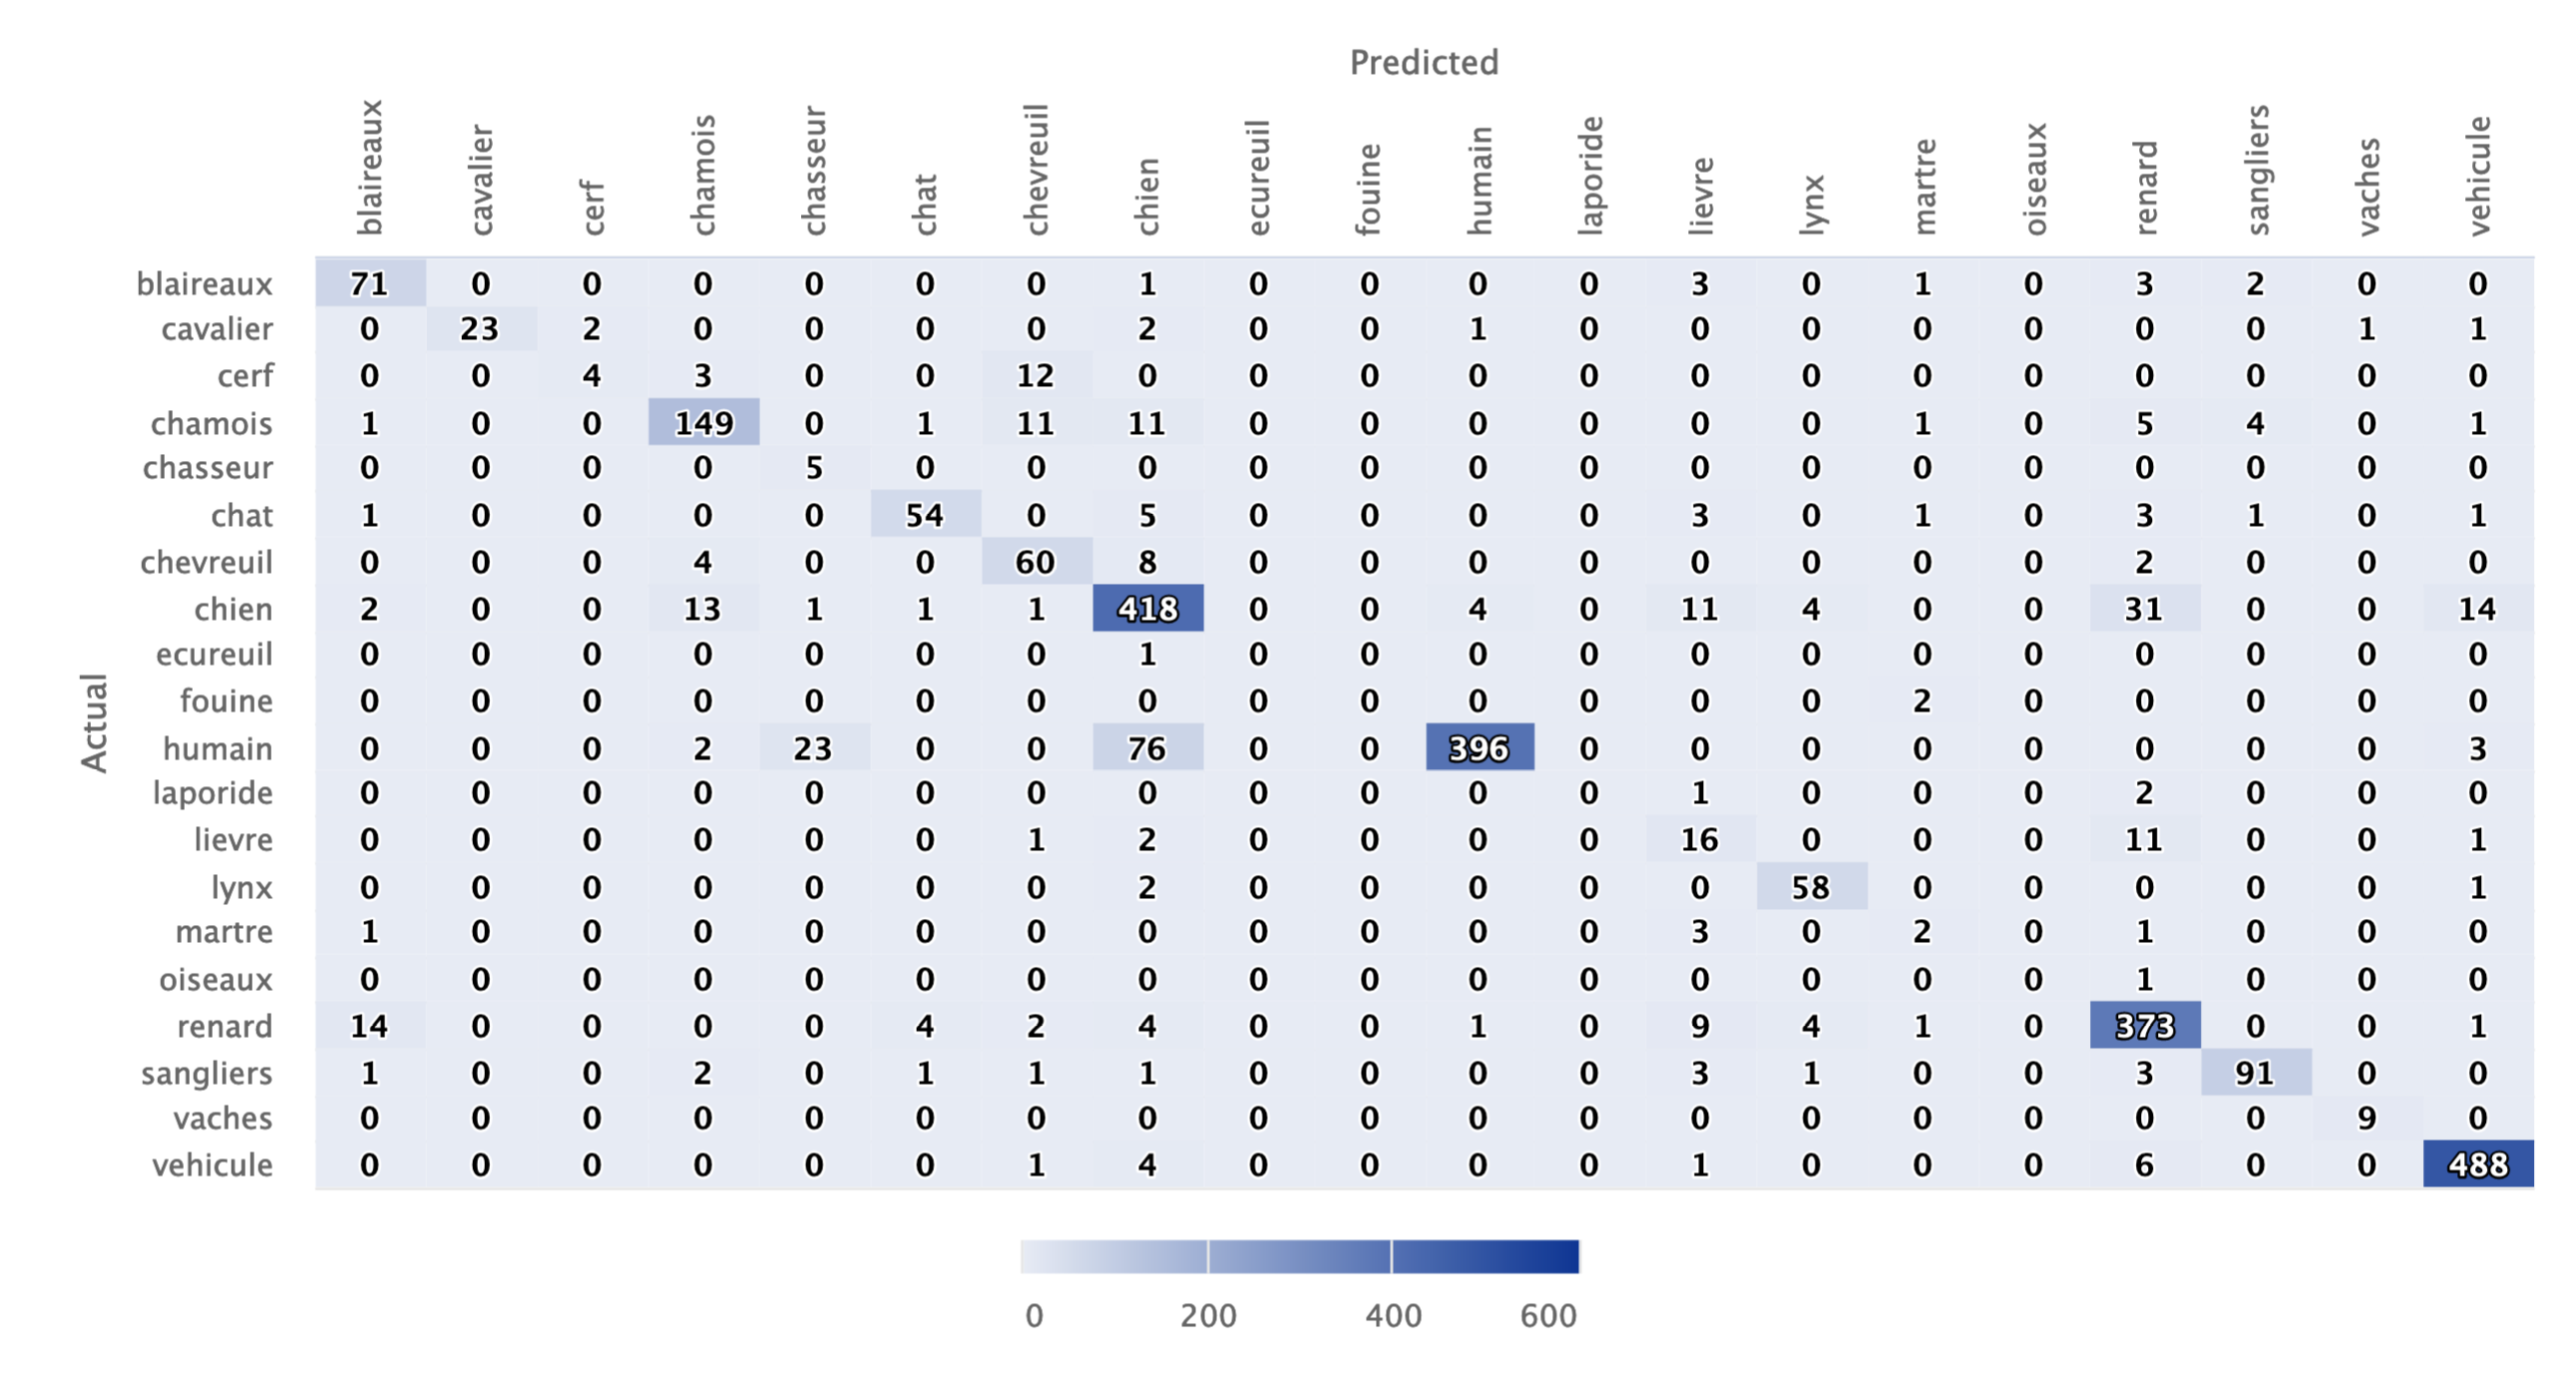 Predicted
blaireaux cavalier cerf chamois chasseur chat chevreuil chien ecureuil fouine humain laporide lievre lynx martre oiseaux renard sangliers vaches vehicule
Actual
blaireaux 71 0 0 0 0 0 0 1 0 0 0 0 3 0 1 0 3 2 0 0
cavalier 0 23 2 0 0 0 0 2 0 0 1 0 0 0 0 0 0 0 1 1
cerf 0 0 4 3 0 0 12 0 0 0 0 0 0 0 0 0 0 0 0 0
chamois 1 0 0 149 0 1 11 11 0 0 0 0 0 0 1 0 5 4 0 1
chasseur 0 0 0 0 5 0 0 0 0 0 0 0 0 0 0 0 0 0 0 0
chat 1 0 0 0 0 54 0 5 0 0 0 0 3 0 1 0 3 1 0 1
chevreuil 0 0 0 4 0 0 60 8 0 0 0 0 0 0 0 0 2 0 0 0
chien 2 0 0 13 1 1 1 418 0 0 4 0 11 4 0 0 31 0 0 14
ecureuil 0 0 0 0 0 0 0 1 0 0 0 0 0 0 0 0 0 0 0 0
fouine 0 0 0 0 0 0 0 0 0 0 0 0 0 0 2 0 0 0 0 0
humain 0 0 0 2 23 0 0 76 0 0 396 0 0 0 0 0 0 0 0 3
laporide 0 0 0 0 0 0 0 0 0 0 0 0 1 0 0 0 2 0 0 0
lievre 0 0 0 0 0 0 1 2 0 0 0 0 16 0 0 0 11 0 0 1
lynx 0 0 0 0 0 0 0 2 0 0 0 0 0 58 0 0 0 0 0 1
martre 1 0 0 0 0 0 0 0 0 0 0 0 3 0 2 0 1 0 0 0
oiseaux 0 0 0 0 0 0 0 0 0 0 0 0 0 0 0 0 1 0 0 0
renard 14 0 0 0 0 4 2 4 0 0 1 0 9 4 1 0 373 0 0 1
sangliers 1 0 0 2 0 1 1 1 0 0 0 0 3 1 0 0 3 91 0 0
vaches 0 0 0 0 0 0 0 0 0 0 0 0 0 0 0 0 0 0 9 0
vehicule 0 0 0 0 0 0 1 4 0 0 0 0 1 0 0 0 6 0 0 488
0 200 400 600